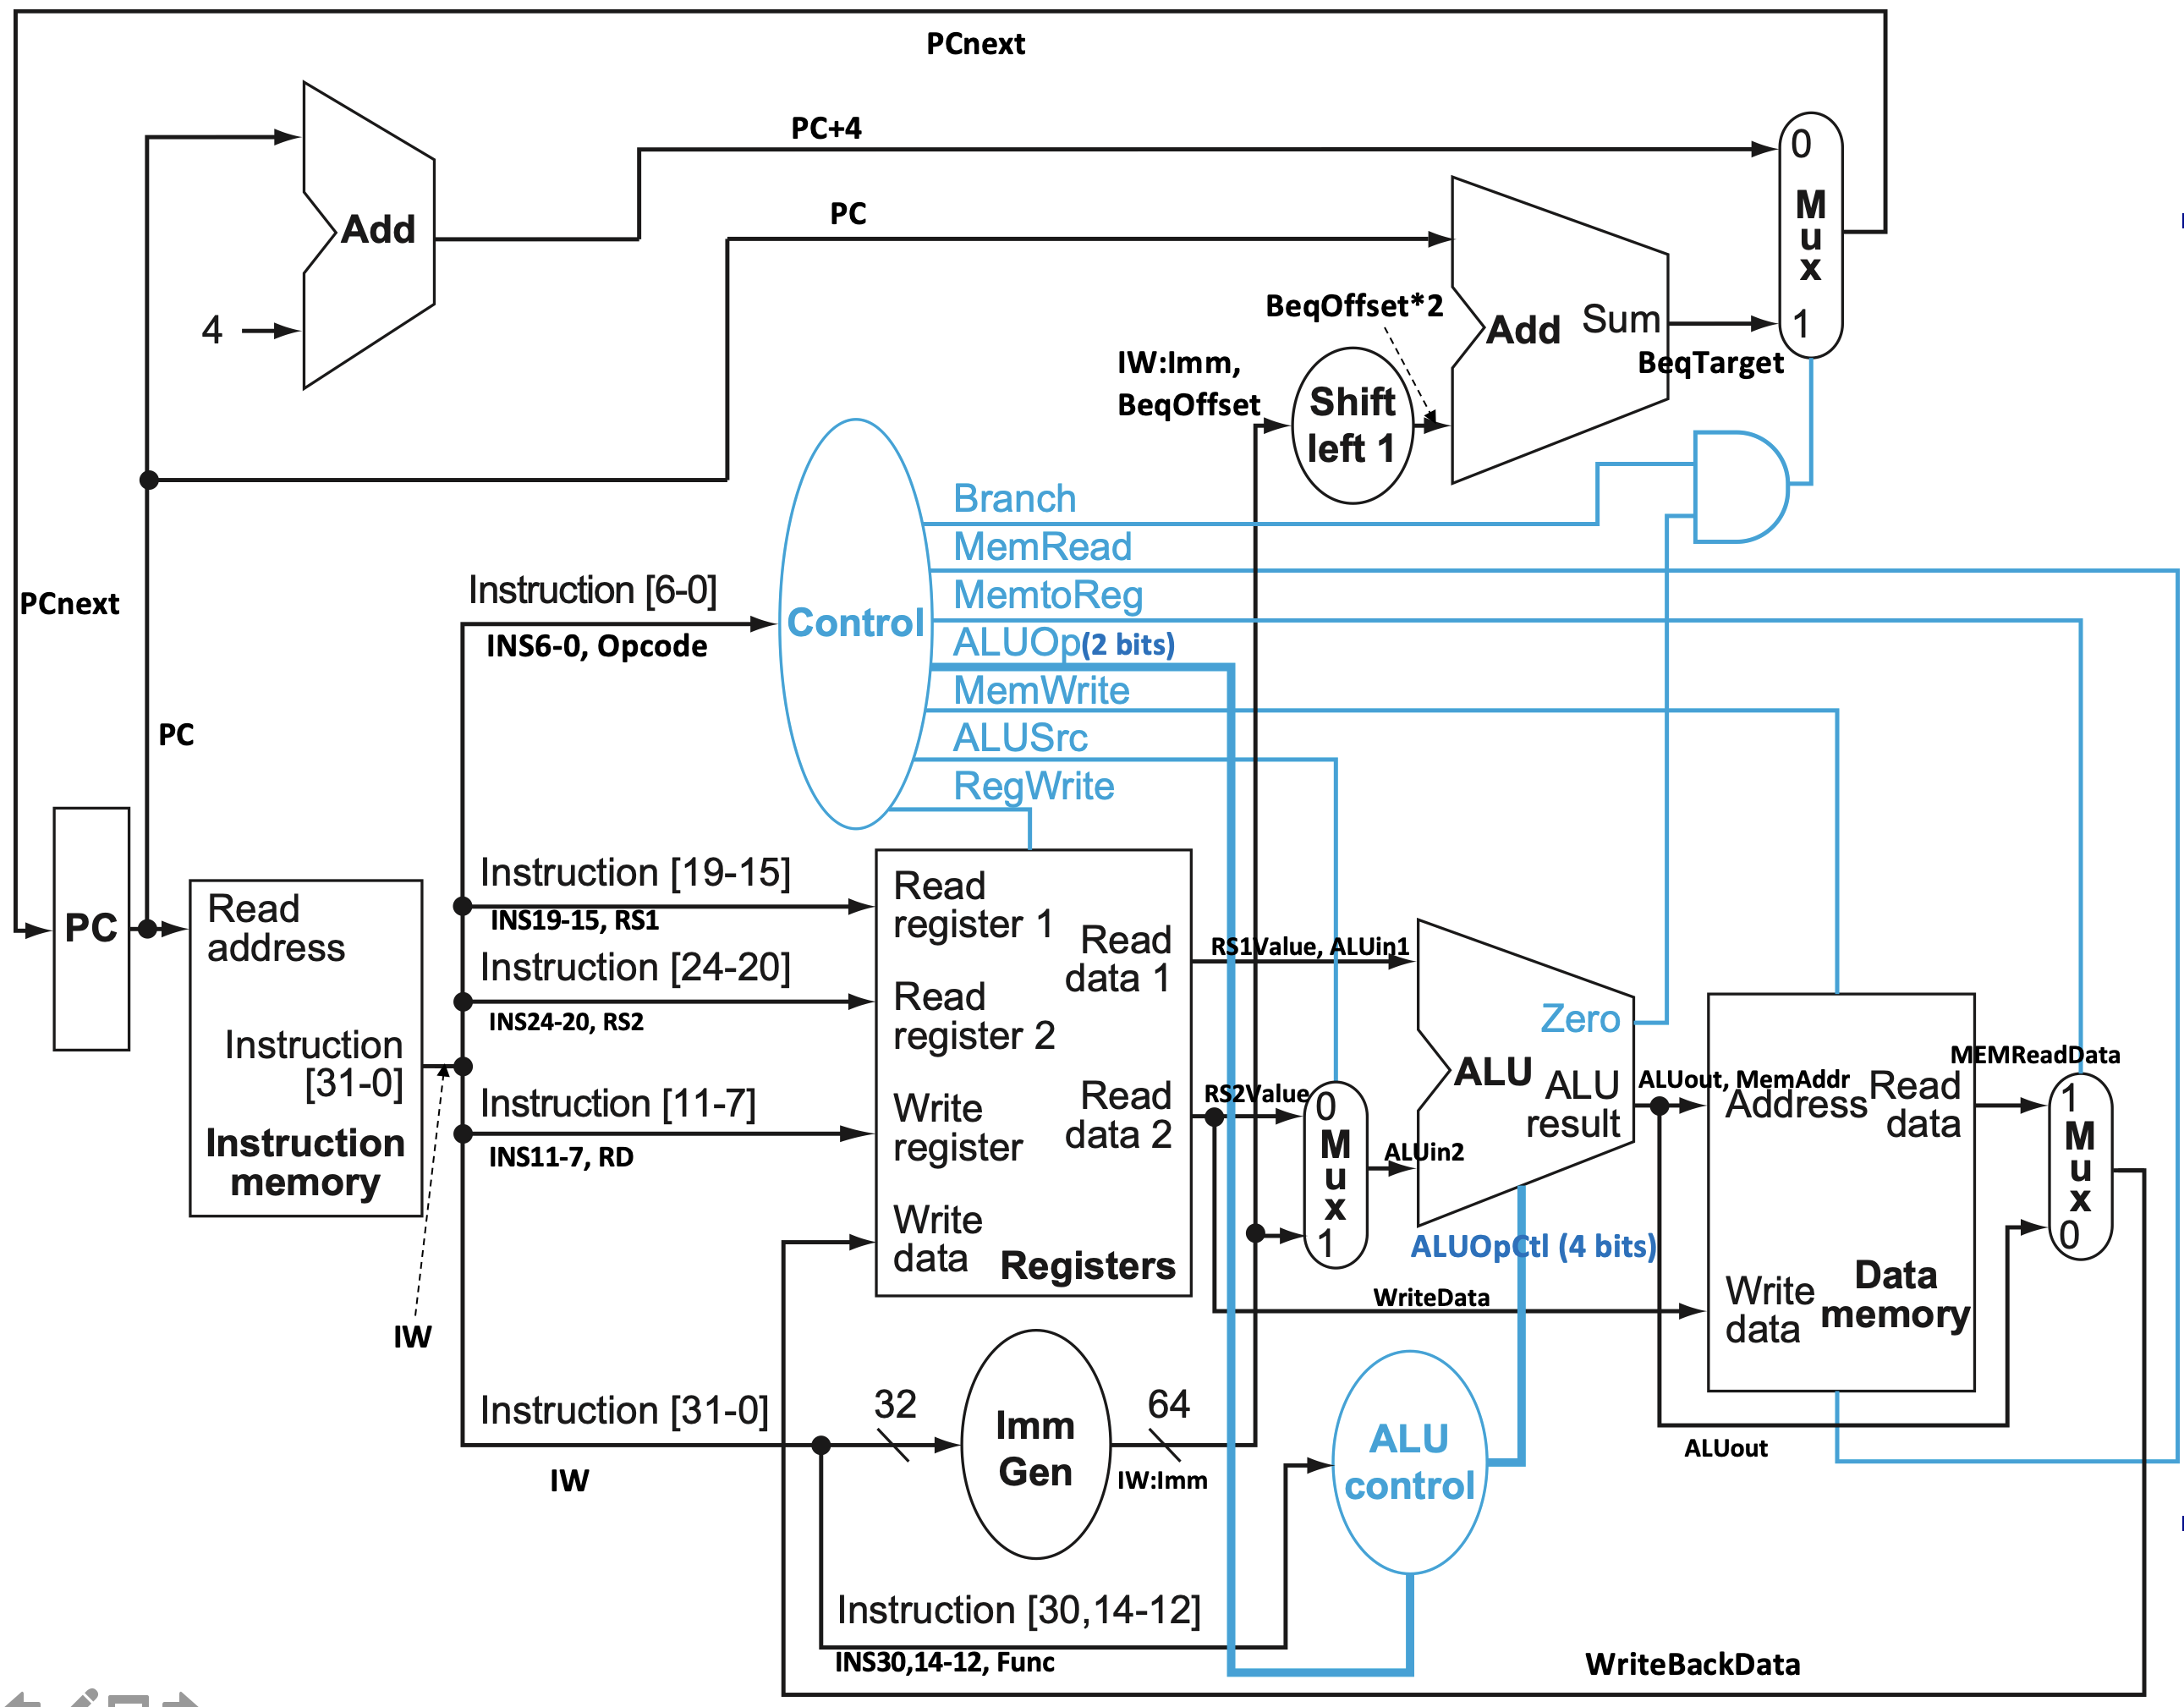 PCnext
PC+4
0
M
u
x
1
Add
4
PC
Add
Sum
BeqTarget
BeqOffset*2
IW:Imm,
BeqOffset
Shift
left 1
PCnext
PC
Instruction [6-0]
INS6-0, Opcode
Control
Branch
MemRead
MemtoReg
ALUOp(2 bits)
MemWrite
ALUSrc
RegWrite
PC
Read
address
Instruction
[31-0]
Instruction
memory
IW
Instruction [19-15]
INS19-15, RS1
Instruction [24-20]
INS24-20, RS2
Instruction [11-7]
INS11-7, RD
Read
register 1
Read
register 2
Write
register
Write
data
Read
data 1
Read
data 2
Registers
RS1Value, ALUin1
RS2Value
0
M
u
x
1
ALUin2
Zero
ALU
ALU
result
ALUOpCtl (4 bits)
WriteData
ALUout, MemAddr
Address
Read
data
Write
data
Data
memory
MEMReadData
1
M
u
x
0
ALUout
Instruction [31-0]
IW
32
Imm
Gen
64
IW:Imm
ALU
control
Instruction [30,14-12]
INS30,14-12, Func
WriteBackData